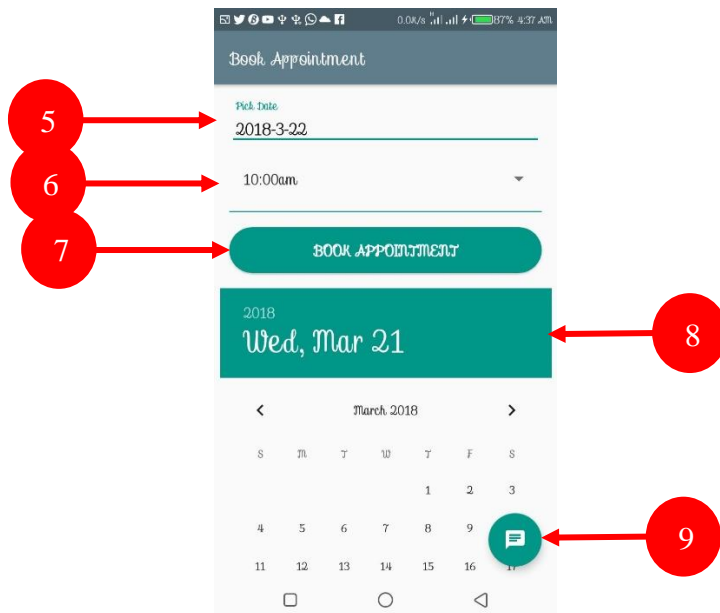 0.0K/s 87% 4:37 AM
Book Appointment
Pick Date
5
2018-3-22
6
10:00am
7
BOOK APPOINTMENT
2018
Wed, Mar 21
8
March 2018
S M T W T F S
1 2 3
4 5 6 7 8 9
9
11 12 13 14 15 16 17